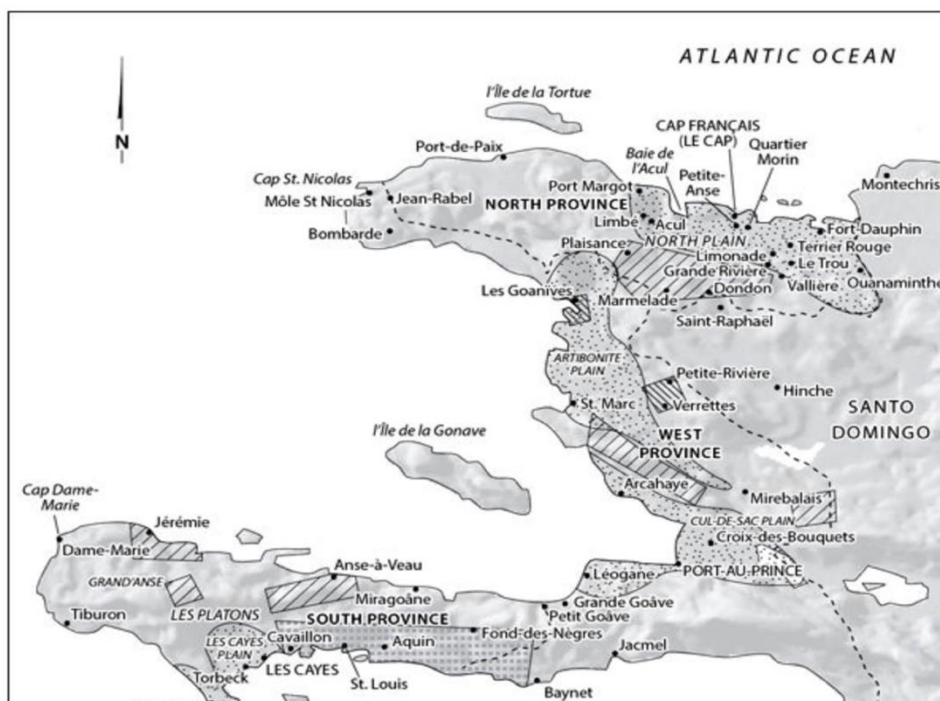 ATLANTIC OCEAN
N
l'Île de la Tortue
CAP FRANÇAIS
(LE CAP)
Quartier
Morin
Baie de
l'Acul
Petite-
Anse
Port-de-Paix
Cap St. Nicolas
Môle St Nicolas
Jean-Rabel
Bombarde
Port Margot
NORTH PROVINCE
Limbé
Acul
NORTH PLAIN
Plaisance
Montechris
Fort-Dauphin
Terrier Rouge
Limonade
Le Trou
Grande Rivière
Ouanaminthe
Vallière
Les Goanives
Marmelade
Dondon
Saint-Raphaël
ARTIBONITE
PLAIN
Petite-Rivière
Hinche
St. Marc
Verrettes
SANTO
DOMINGO
l'Île de la Gonave
WEST
PROVINCE
Arcahaye
Mirebalais
CUL-DE-SAC PLAIN
Croix-des-Bouquets
Cap Dame-
Marie
Jérémie
Dame-Marie
Anse-à-Veau
Léogane
PORT-AU-PRINCE
GRAND'ANSE
Miragoâne
Grande Goâve
Petit Goâve
Tiburon
LES PLATONS
SOUTH PROVINCE
Fond-des-Nègres
LES CAYES
PLAIN
Cavaillon
Aquin
Jacmel
Torbeck
LES CAYES
St. Louis
Baynet